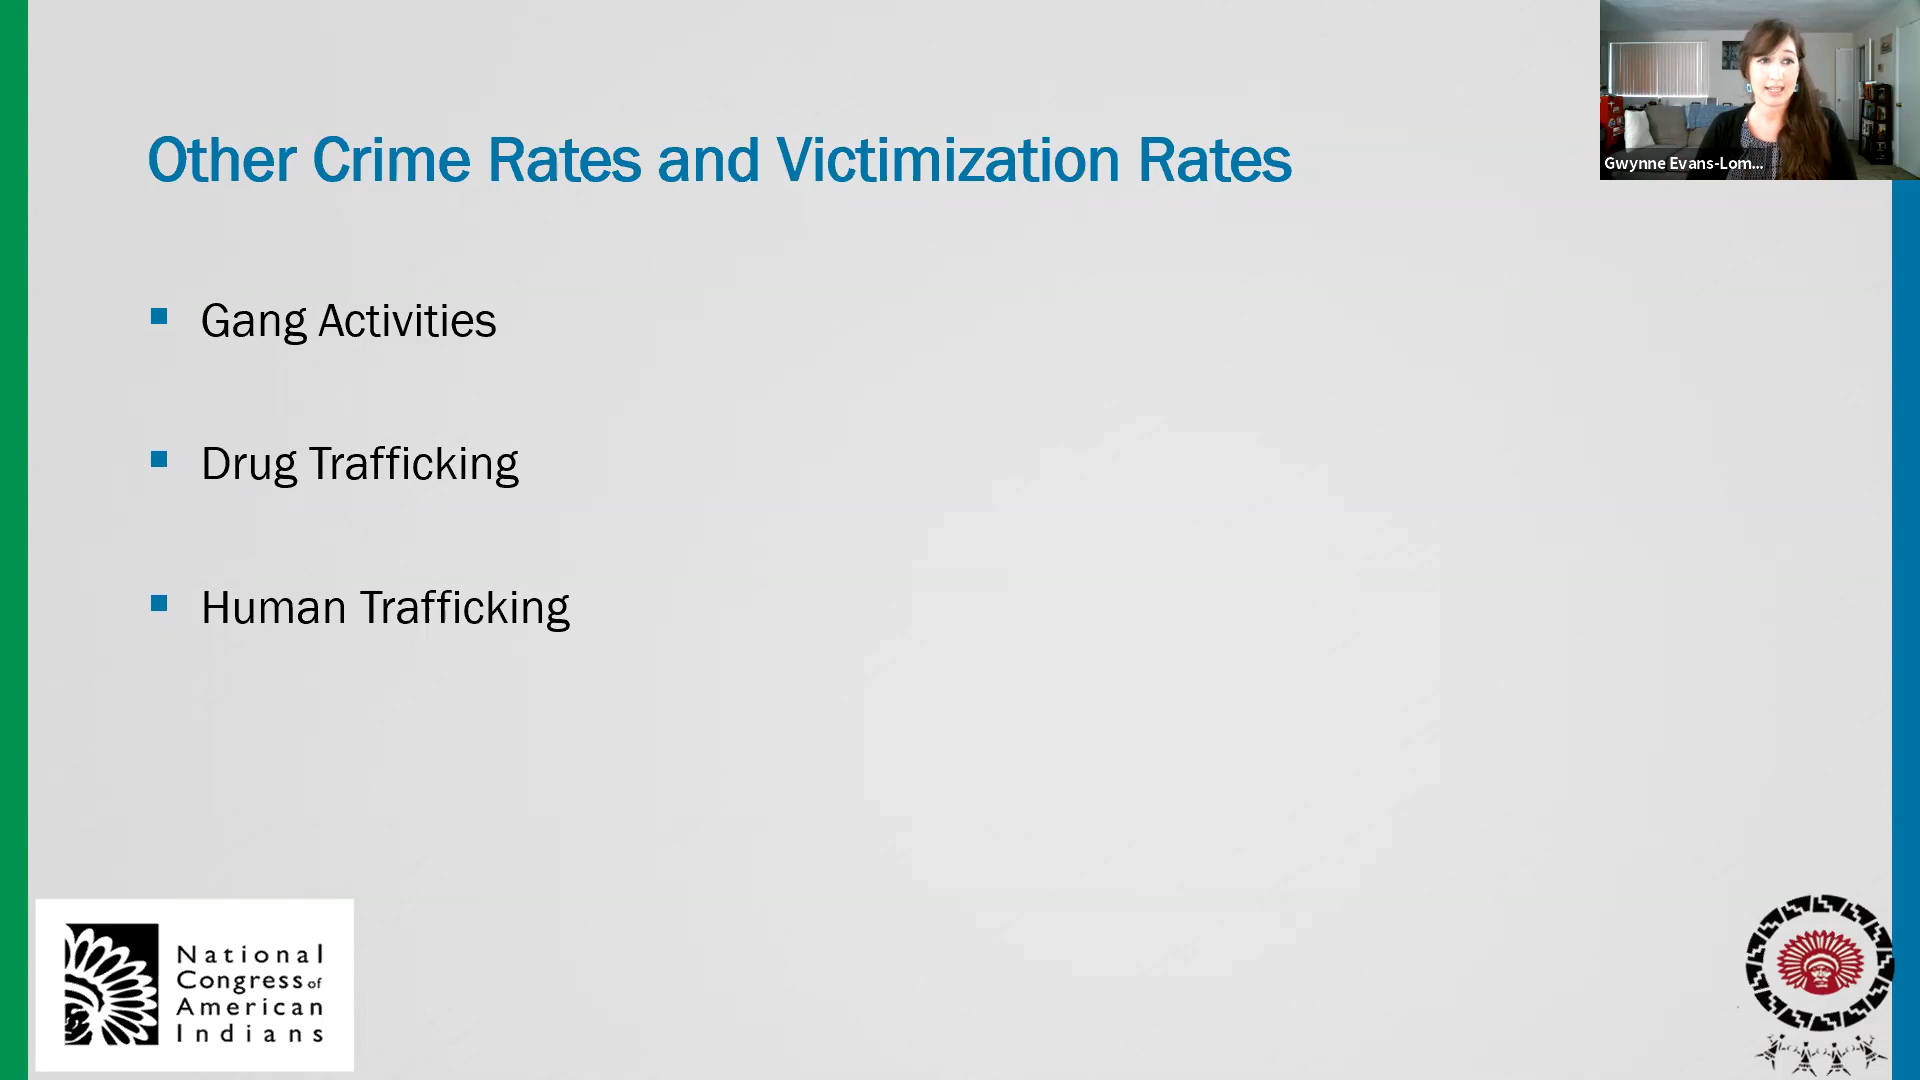 Other Crime Rates and Victimization Rates
Gwynne Evans-Lom...
Gang Activities
Drug Trafficking
Human Trafficking
National
Congress of
American
Indians